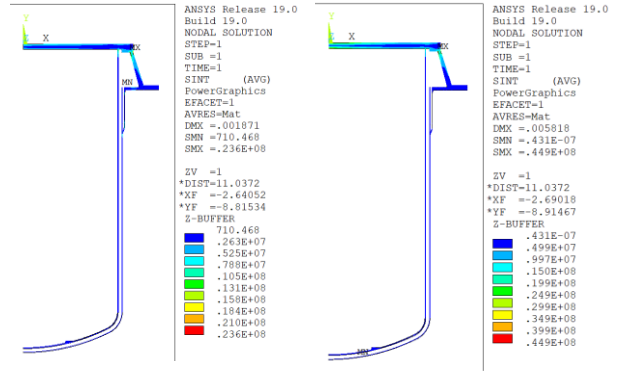 ANSYS Release 19.0
Build 19.0
NODAL SOLUTION
STEP=1
SUB =1
TIME=1
SINT (AVG)
PowerGraphics
EFACET=1
AVRES=Mat
DMX =.001871
SMN =710.468
SMX =.236E+08
ZV =1
*DIST=11.0372
*XF =-2.64052
*YF =-8.81534
Z-BUFFER
710.468
.263E+07
.525E+07
.788E+07
.105E+08
.131E+08
.158E+08
.184E+08
.210E+08
.236E+08
Y
Z X
MX
MN
ANSYS Release 19.0
Build 19.0
NODAL SOLUTION
STEP=1
SUB =1
TIME=1
SINT (AVG)
PowerGraphics
EFACET=1
AVRES=Mat
DMX =.005818
SMN =.431E-07
SMX =.449E+08
ZV =1
*DIST=11.0372
*XF =-2.69018
*YF =-8.91467
Z-BUFFER
.431E-07
.499E+07
.997E+07
.150E+08
.199E+08
.249E+08
.299E+08
.349E+08
.399E+08
.449E+08
Y
Z X
MX
MN